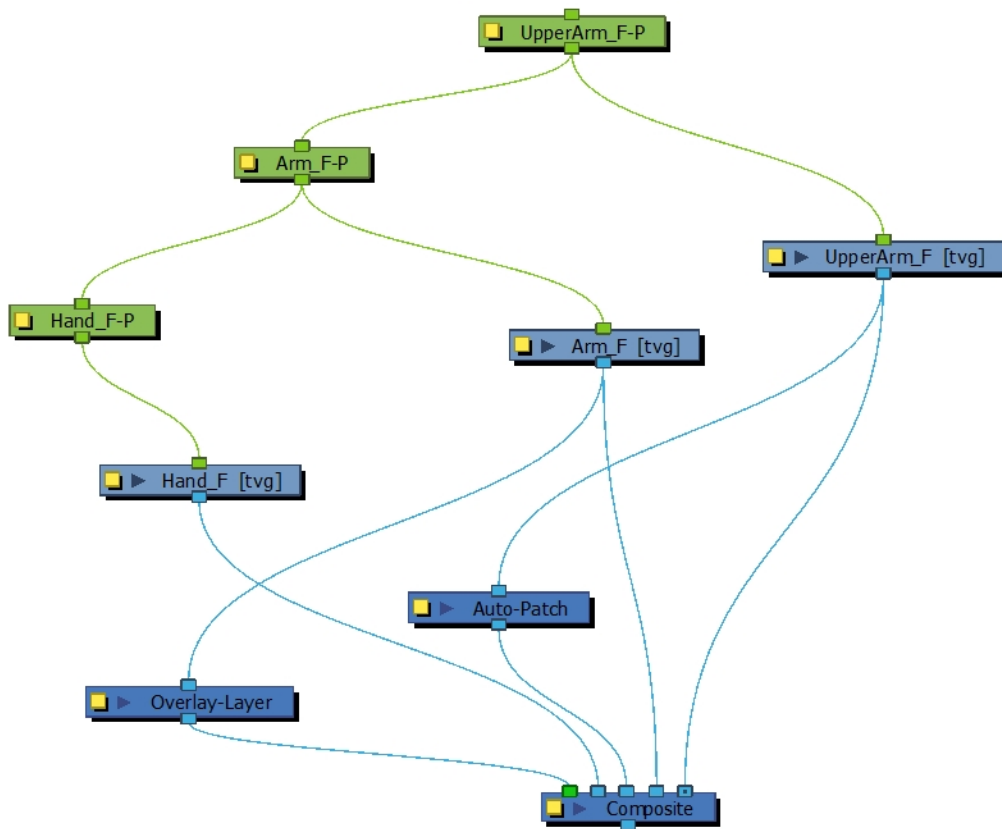 UpperArm_F-P
Arm_F-P
UpperArm_F [tvg]
Hand_F-P
Arm_F [tvg]
Hand_F [tvg]
Auto-Patch
Overlay-Layer
Composite